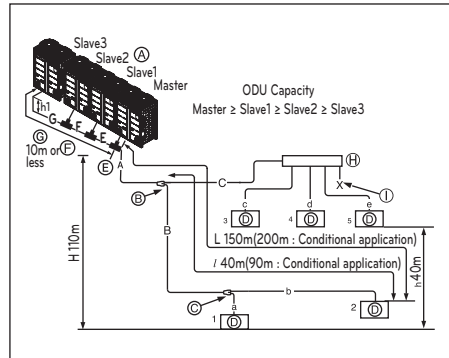 Slave3
Slave2 Ⓐ
Slave1
Master
ODU Capacity
Master ≥ Slave1 ≥ Slave2 ≥ Slave3
h1
G
F
E
Ⓖ
10m or Ⓕ
less
Ⓔ
A
Ⓗ
C
X
Ⓘ
Ⓑ
c
d
e
3 Ⓓ
4 Ⓓ
5 Ⓓ
H 110m
B
L 150m(200m : Conditional application)
l 40m(90m : Conditional application)
h 40m
b
Ⓒ
a
2 Ⓓ
1 Ⓓ